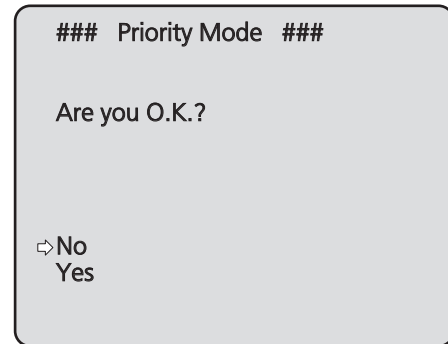 ### Priority Mode ###
Are you O.K.?
⇨No
Yes